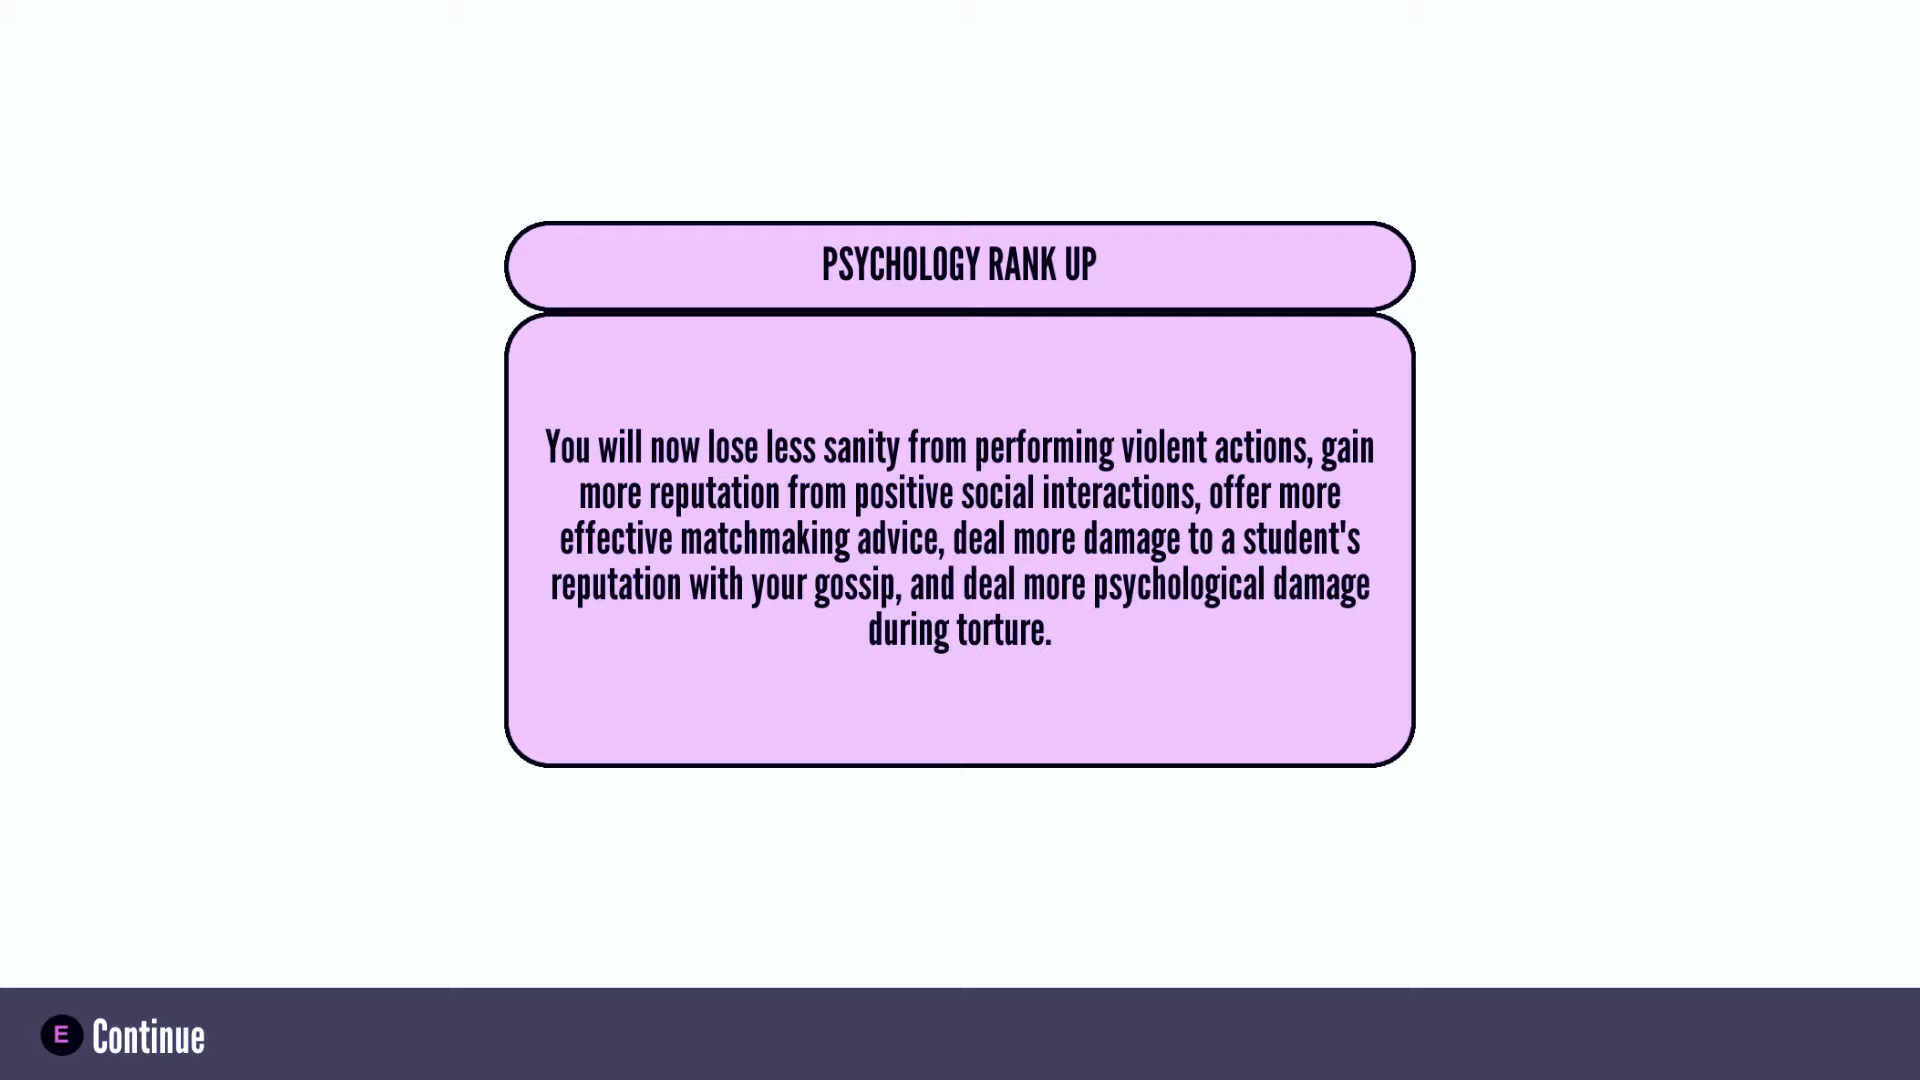 PSYCHOLOGY RANK UP
You will now lose less sanity from performing violent actions, gain
more reputation from positive social interactions, offer more
effective matchmaking advice, deal more damage to a student's
reputation with your gossip, and deal more psychological damage
during torture.
E Continue